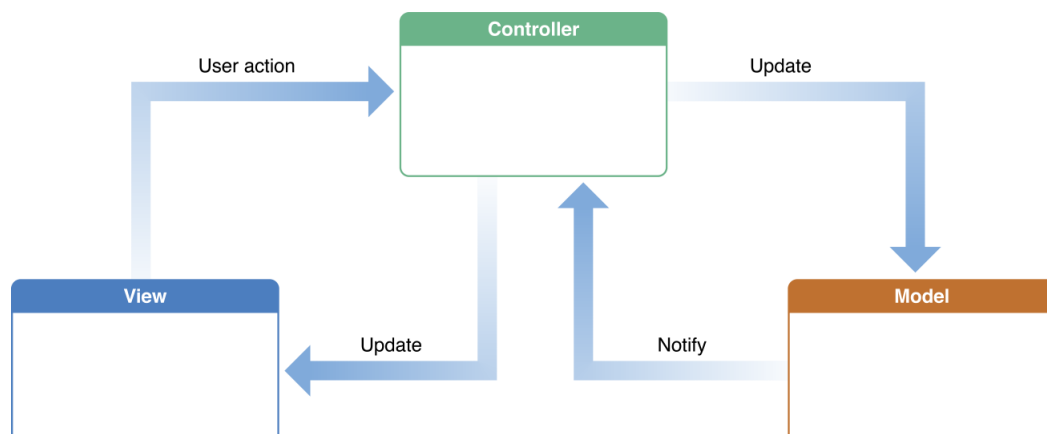 Controller
User action
Update
View
Model
Update
Notify